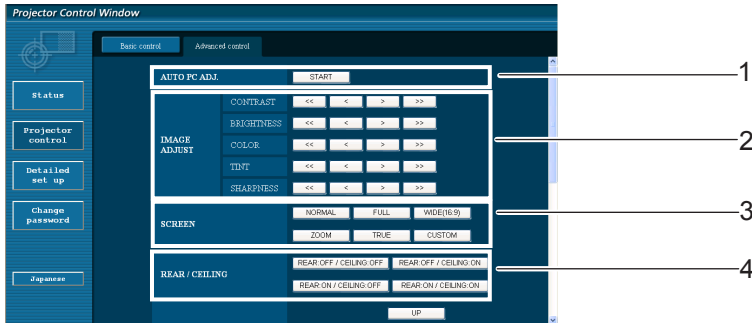 Projector Control Window
Basic control Advanced control
AUTO PC ADJ. START 1
Status
CONTRAST << < > >>
BRIGHTNESS << < > >>
Projector control
IMAGE ADJUST COLOR << < > >> 2
TINT << < > >>
Detailed set up
SHARPNESS << < > >>
Change password
NORMAL FULL WIDE(16:9) 3
SCREEN
ZOOM TRUE CUSTOM
REAR:OFF / CEILING:OFF REAR:OFF / CEILING:ON 4
REAR / CEILING
Japanese
REAR:ON / CEILING:OFF REAR:ON / CEILING:ON
UP